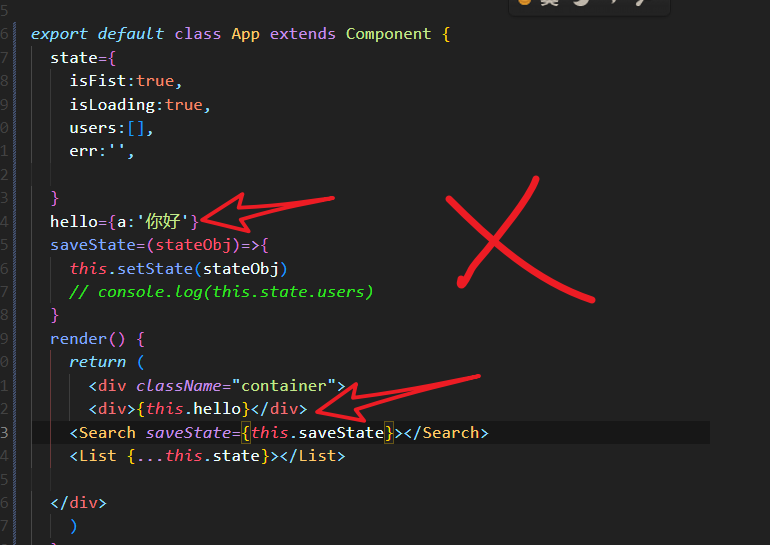 5
6 export default class App extends Component {
7 state={
8 isFist:true,
9 isLoading:true,
0 users:[],
1 err:'',
2
3 }
4 hello={a:'你好'}
5 saveState=(stateObj)=>{
6 this.setState(stateObj)
7 // console.log(this.state.users)
8 }
9 render() {
0 return (
1 <div className="container">
2 <div>{this.hello}</div>
3 <Search saveState={this.saveState}></Search>
4 <List {...this.state}></List>
5
6 </div>
7 )